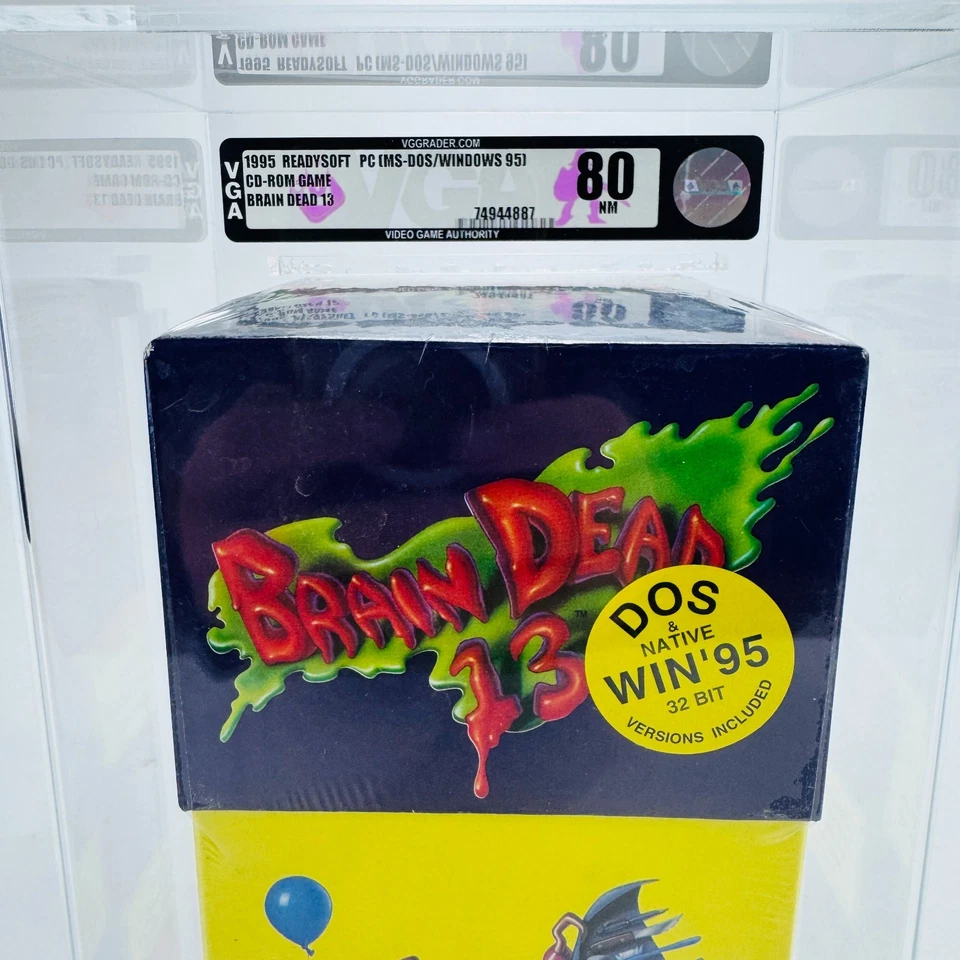 VGGRADER.COM
VGA
1995 READYSOFT PC (MS-DOS/WINDOWS 95)
CD-ROM GAME
BRAIN DEAD 13
74944887
80
NM
VGA
VIDEO GAME AUTHORITY
BRAIN DEAD
13
™
DOS
&
NATIVE
WIN'95
32 BIT
VERSIONS INCLUDED